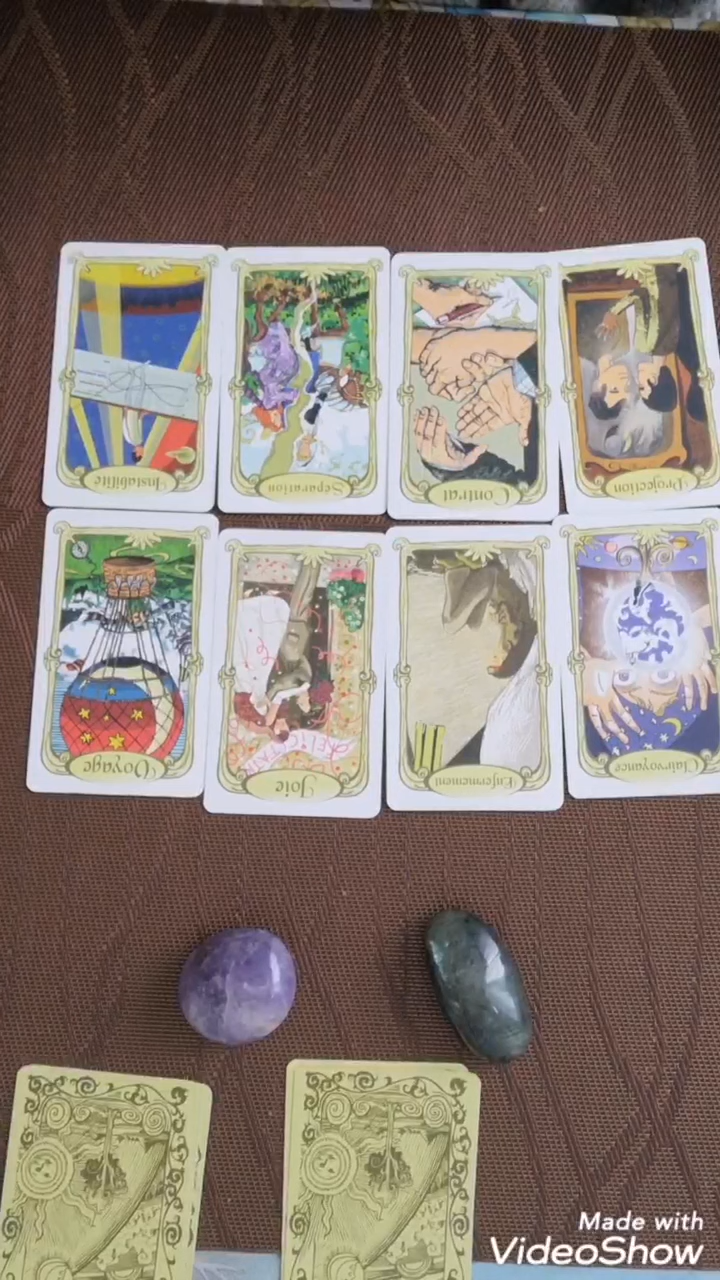 Instabilité
Séparation
Contrat
Projection
Voyage
Joie
Enfermement
Clairvoyance
Made with
VideoShow